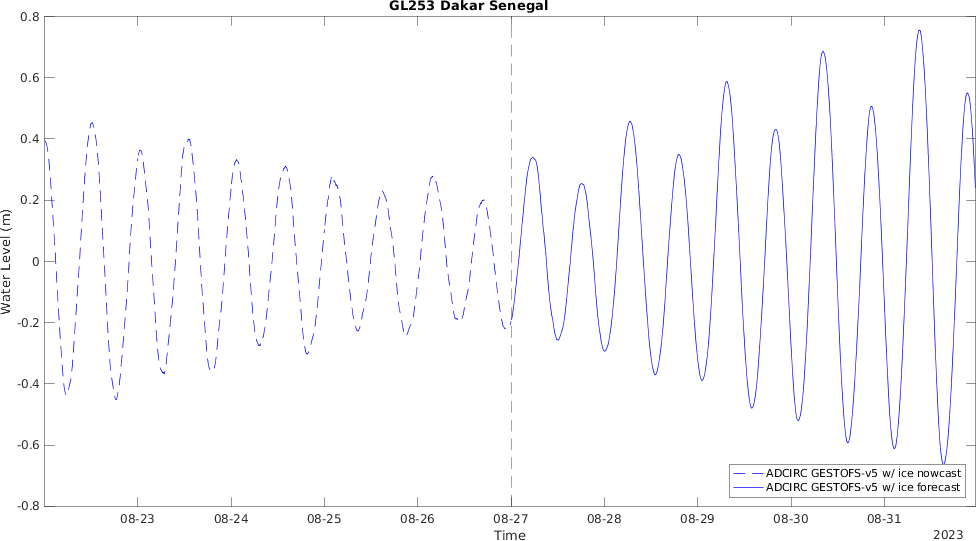 GL253 Dakar Senegal
0.8
0.6
0.4
0.2
0
-0.2
-0.4
-0.6
-0.8
Water Level (m)
ADCIRC GESTOFS-v5 w/ ice nowcast
ADCIRC GESTOFS-v5 w/ ice forecast
08-23 08-24 08-25 08-26 08-27 08-28 08-29 08-30 08-31
Time
2023